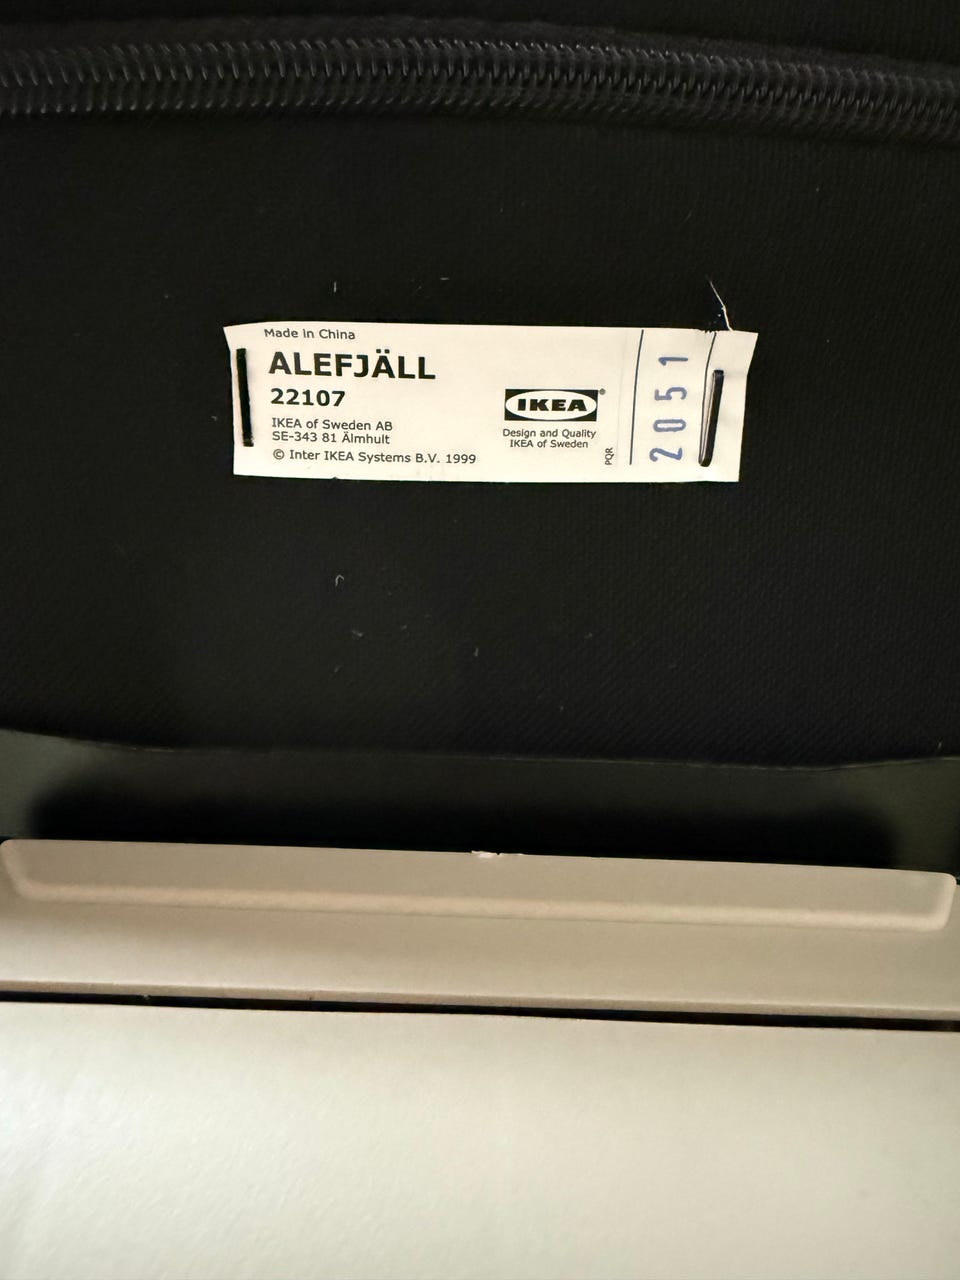 Made in China
ALEFJÄLL
22107
IKEA of Sweden AB
SE-343 81 Älmhult
© Inter IKEA Systems B.V. 1999
IKEA®
Design and Quality
IKEA of Sweden
PQR
2051